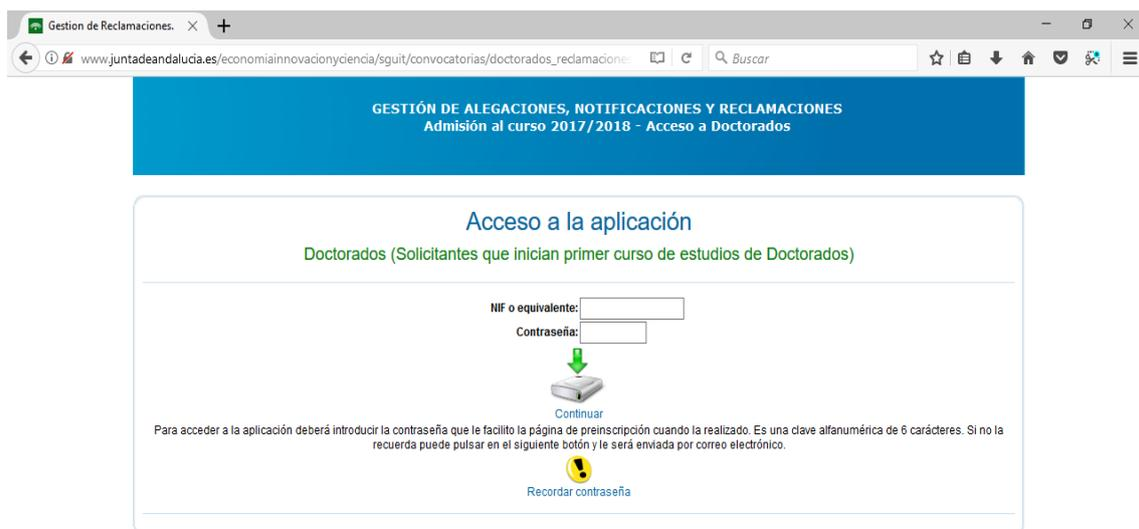 Gestion de Reclamaciones.
www.juntadeandalucia.es/economiainnovacionyciencia/sguit/convocatorias/doctorados_reclamacione
Buscar
GESTIÓN DE ALEGACIONES, NOTIFICACIONES Y RECLAMACIONES
Admisión al curso 2017/2018 - Acceso a Doctorados
Acceso a la aplicación
Doctorados (Solicitantes que inician primer curso de estudios de Doctorados)
NIF o equivalente:
Contraseña:
Continuar
Para acceder a la aplicación deberá introducir la contraseña que le facilito la página de preinscripción cuando la realizado. Es una clave alfanumérica de 6 carácteres. Si no la
recuerda puede pulsar en el siguiente botón y le será enviada por correo electrónico.
Recordar contraseña